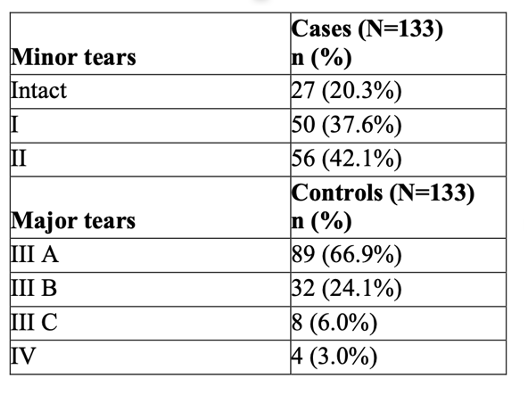 Minor tears Cases (N=133)
n (%)
Intact 27 (20.3%)
I 50 (37.6%)
II 56 (42.1%)
Major tears Controls (N=133)
n (%)
III A 89 (66.9%)
III B 32 (24.1%)
III C 8 (6.0%)
IV 4 (3.0%)